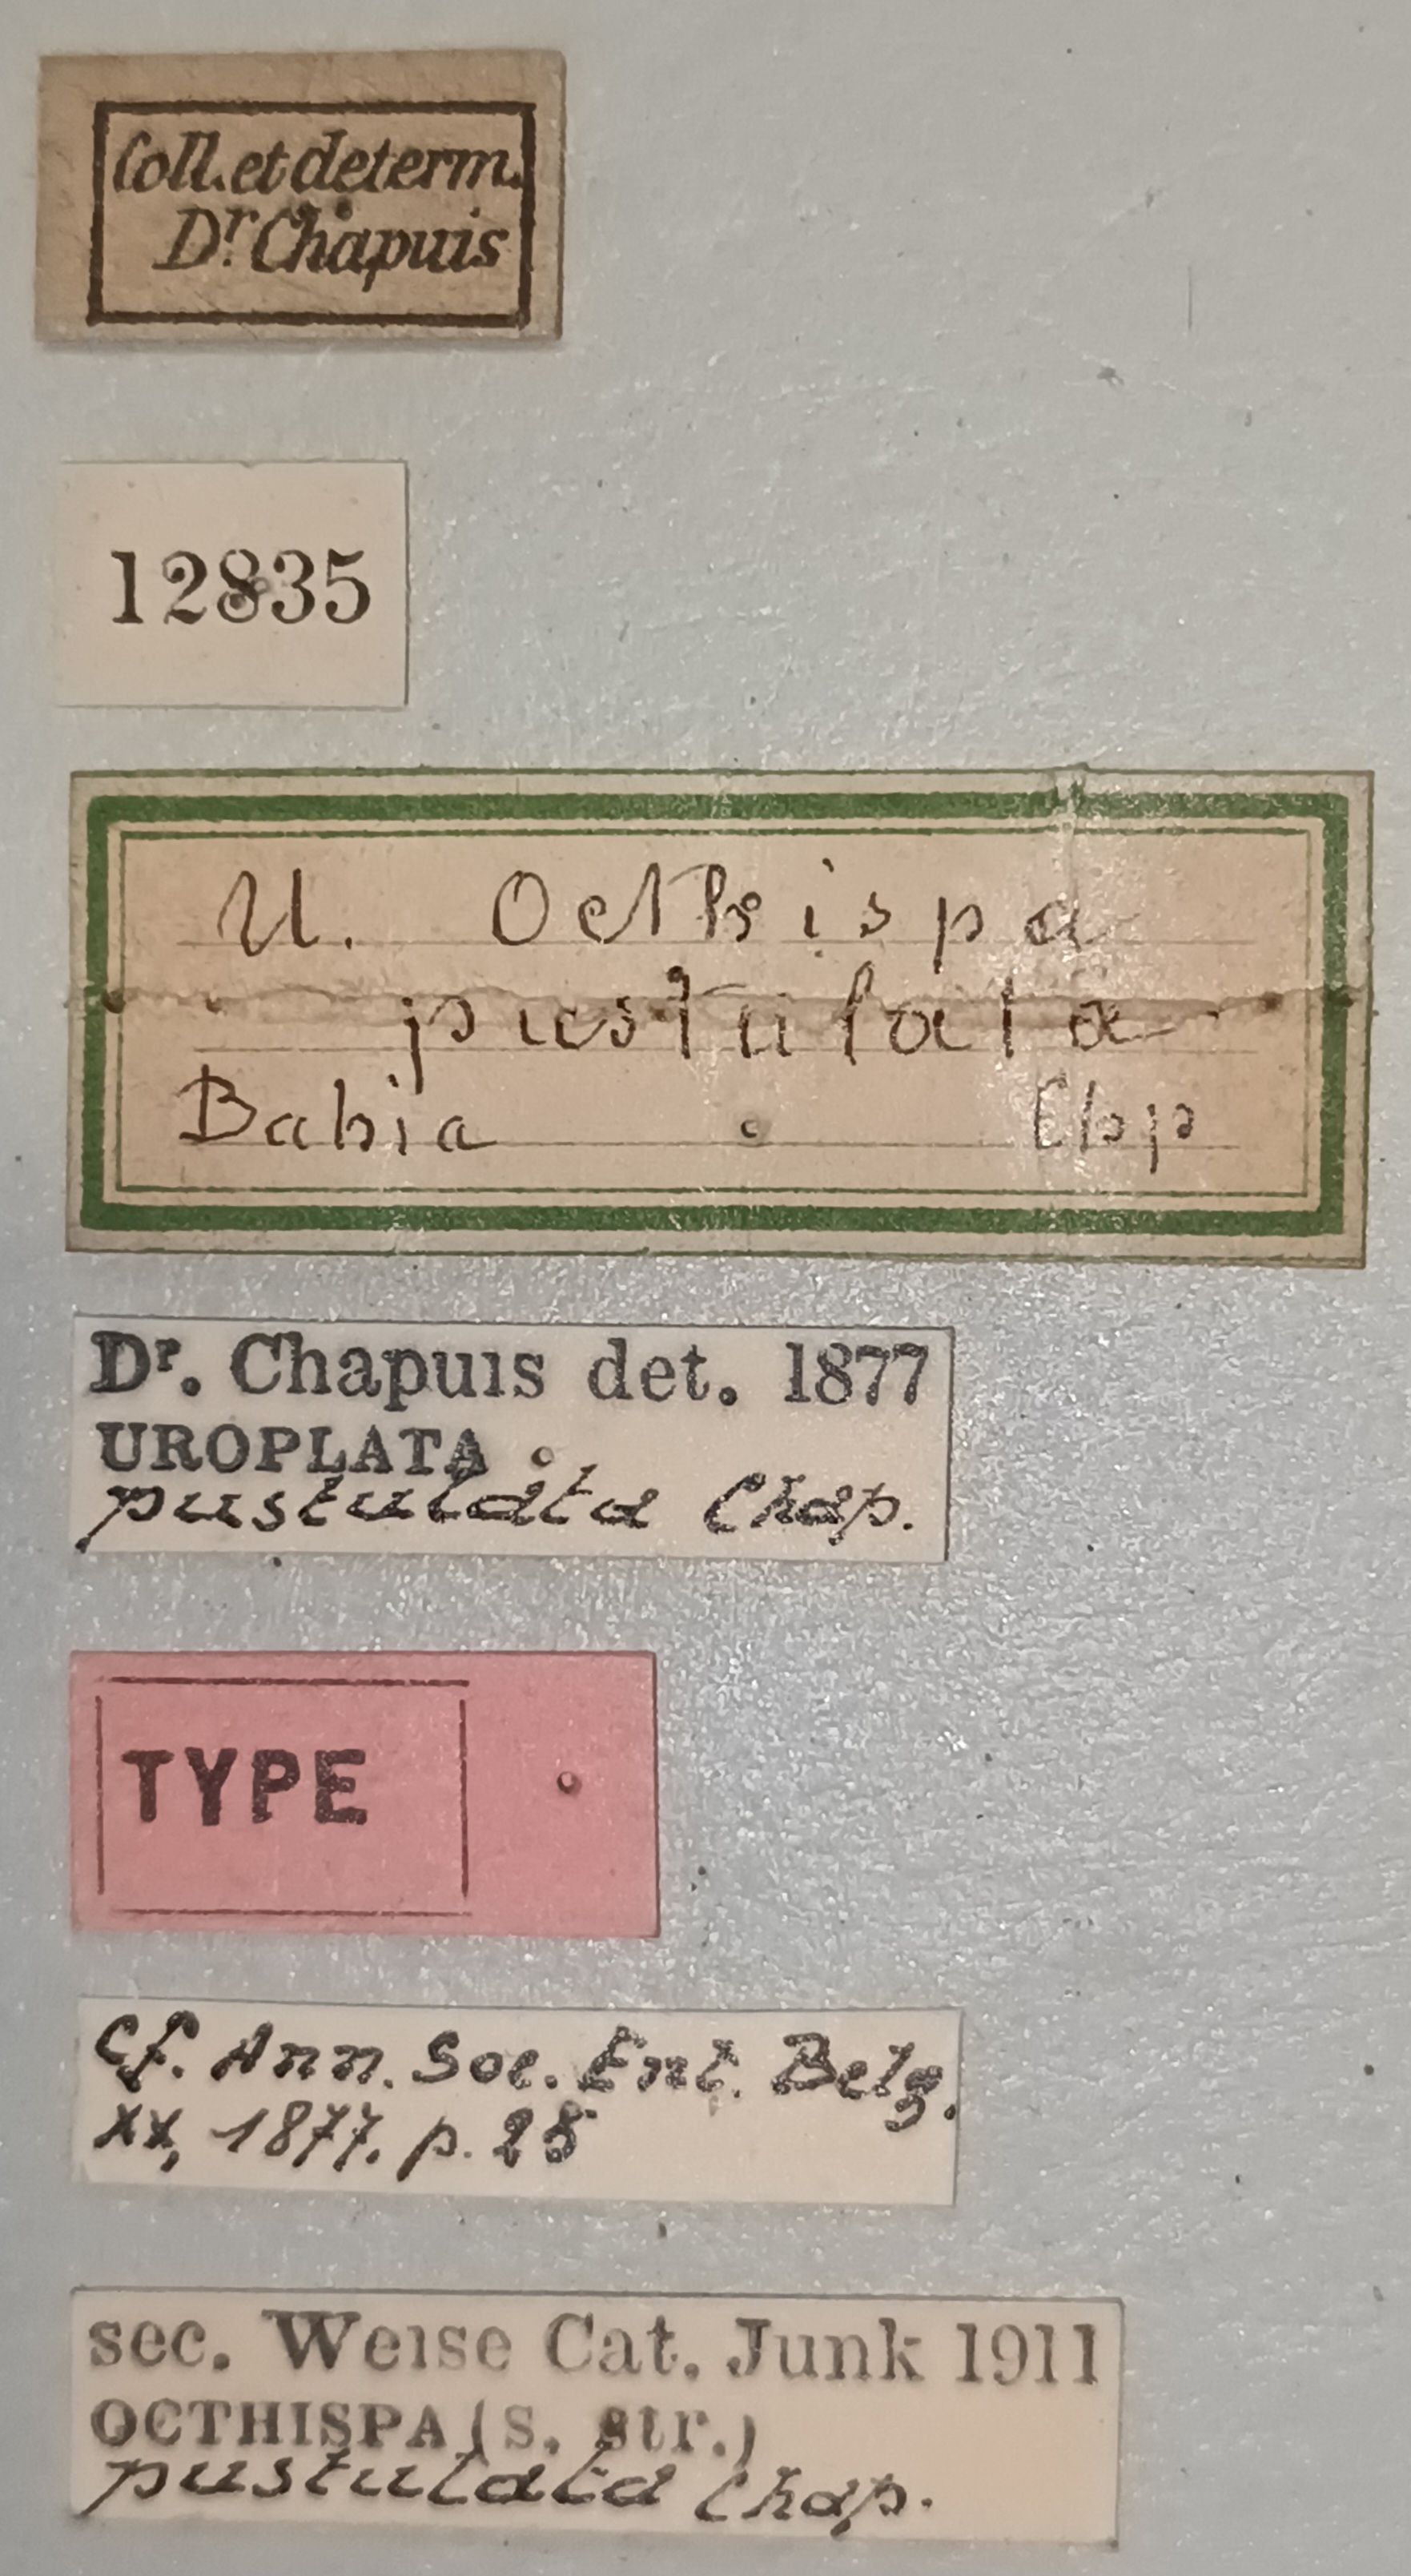 Coll. et determ.
Dr. Chapuis
12835
U. Octhispa
pustulata
Bahia Chp
Dr. Chapuis det. 1877
UROPLATA
pustulata Chap.
TYPE
Cf. Ann. Soc. Ent. Belg.
XX, 1877. p. 25
sec. Weise Cat. Junk 1911
OCTHISPA (s. str.)
pustulata Chap.